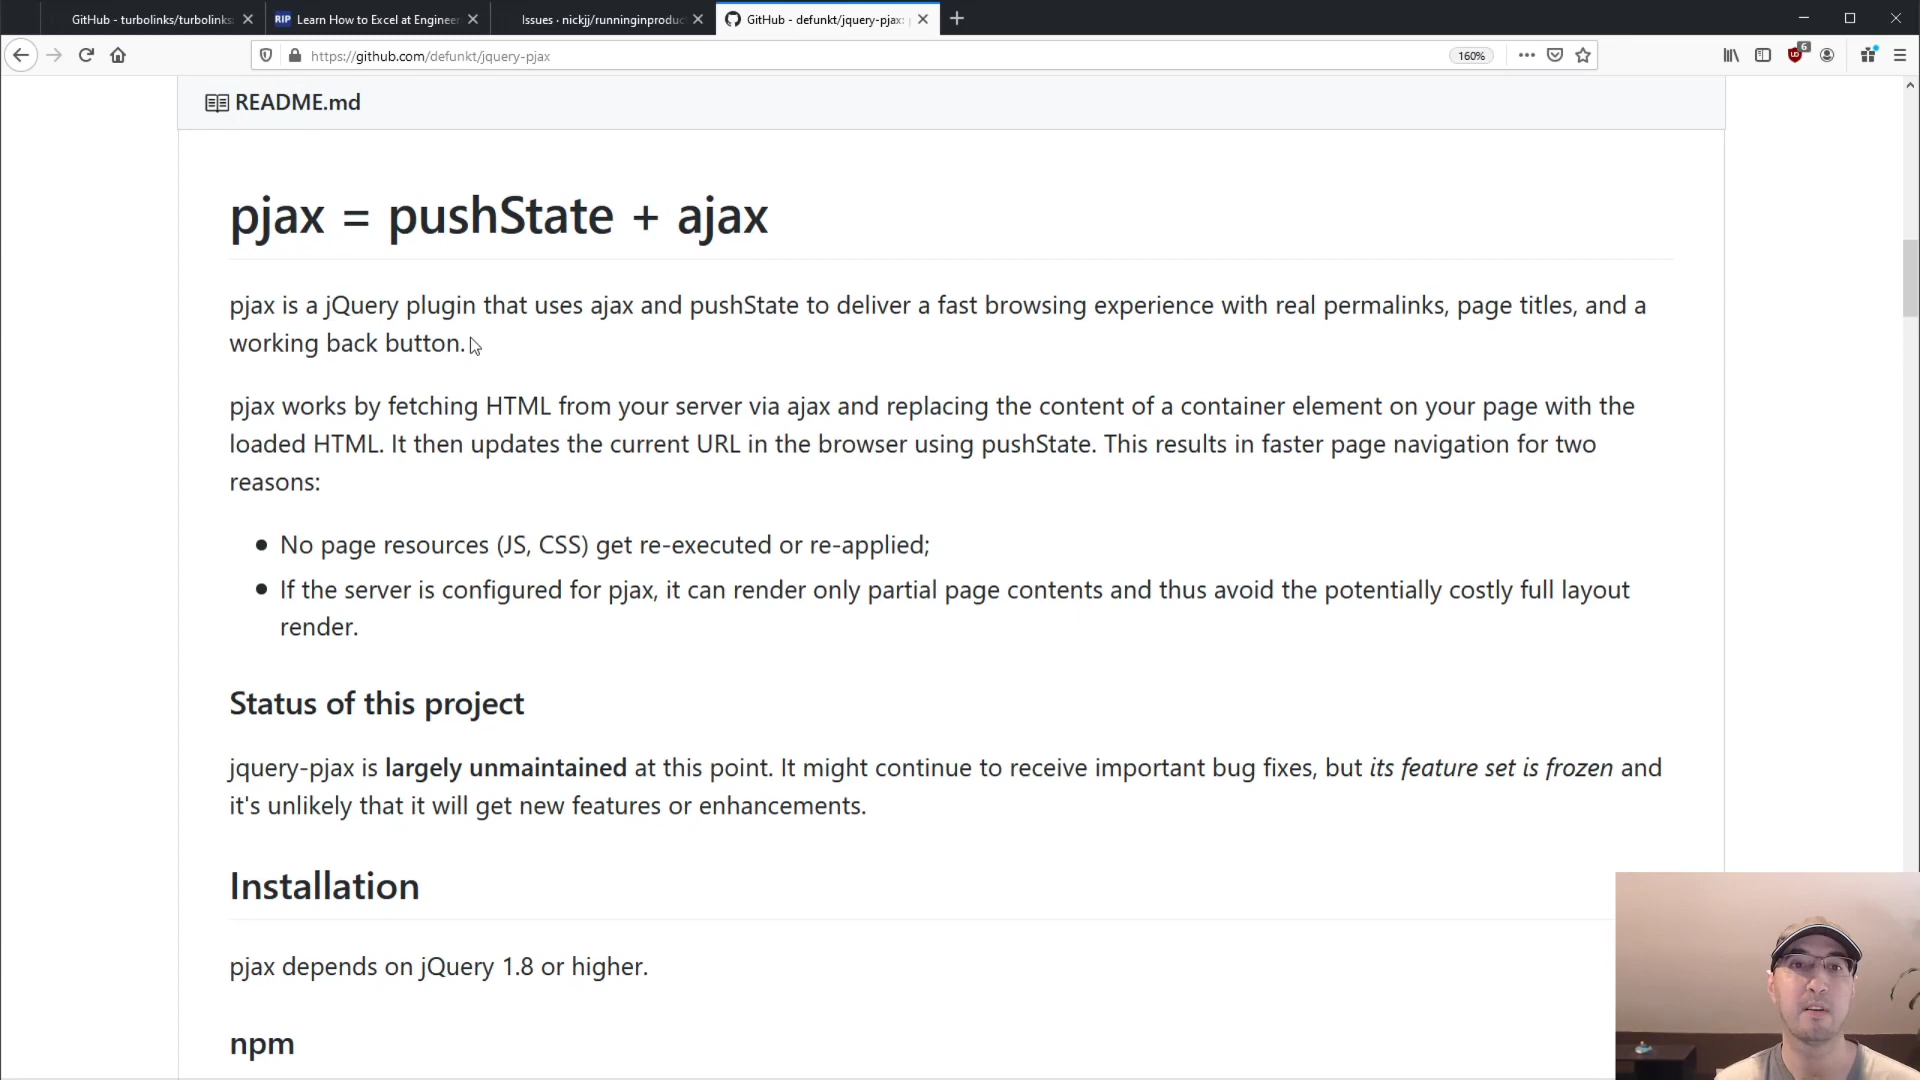 GitHub - turbolinks/turbolinks:
RIP Learn How to Excel at Engineer
Issues · nickjj/runninginproduc
GitHub - defunkt/jquery-pjax:
https://github.com/defunkt/jquery-pjax
160%
6
README.md
pjax = pushState + ajax
pjax is a jQuery plugin that uses ajax and pushState to deliver a fast browsing experience with real permalinks, page titles, and a
working back button.
pjax works by fetching HTML from your server via ajax and replacing the content of a container element on your page with the
loaded HTML. It then updates the current URL in the browser using pushState. This results in faster page navigation for two
reasons:
• No page resources (JS, CSS) get re-executed or re-applied;
• If the server is configured for pjax, it can render only partial page contents and thus avoid the potentially costly full layout
render.
Status of this project
jquery-pjax is largely unmaintained at this point. It might continue to receive important bug fixes, but its feature set is frozen and
it's unlikely that it will get new features or enhancements.
Installation
pjax depends on jQuery 1.8 or higher.
npm